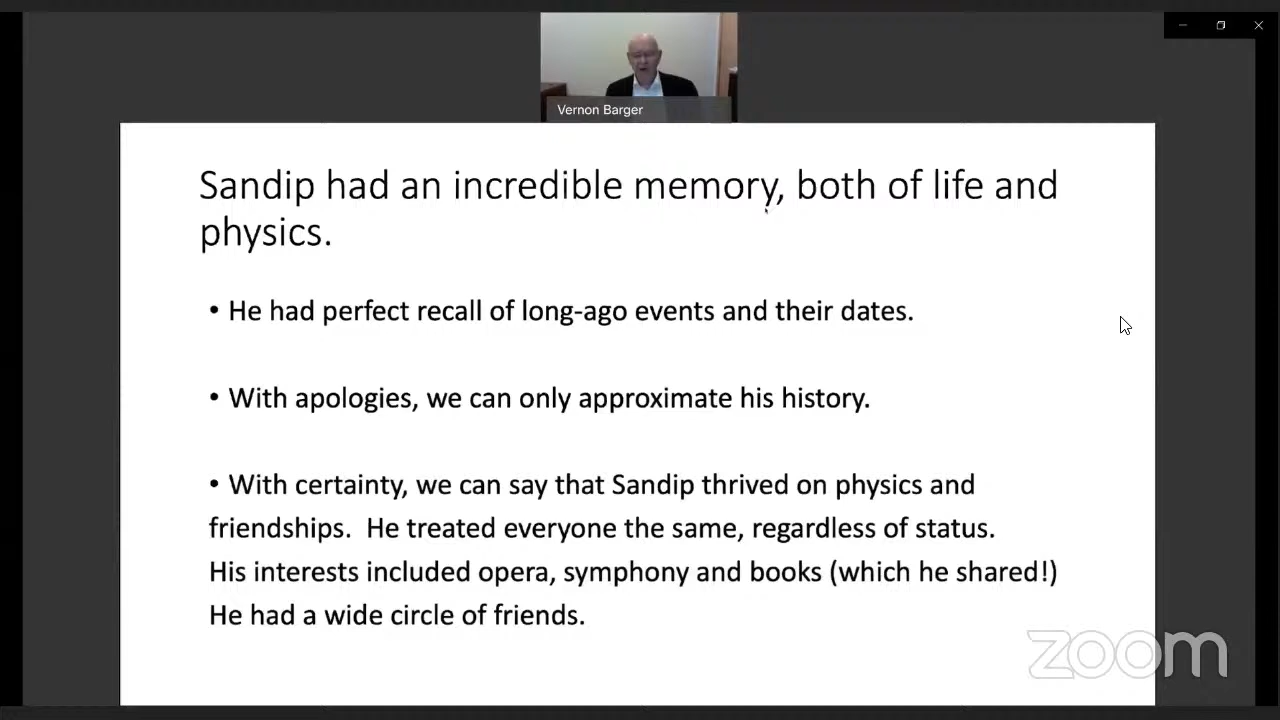 Vernon Barger
Sandip had an incredible memory, both of life and
physics.
• He had perfect recall of long-ago events and their dates.
• With apologies, we can only approximate his history.
• With certainty, we can say that Sandip thrived on physics and
friendships. He treated everyone the same, regardless of status.
His interests included opera, symphony and books (which he shared!)
He had a wide circle of friends.
zoom